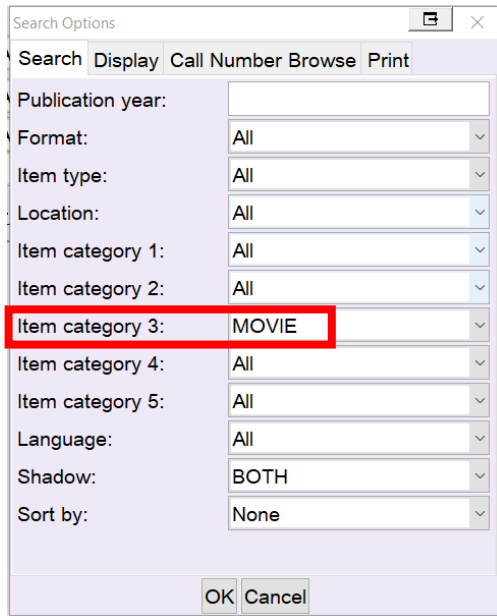 Search Options
Search Display Call Number Browse Print
Publication year:
Format: All
Item type: All
Location: All
Item category 1: All
Item category 2: All
Item category 3: MOVIE
Item category 4: All
Item category 5: All
Language: All
Shadow: BOTH
Sort by: None
OK Cancel